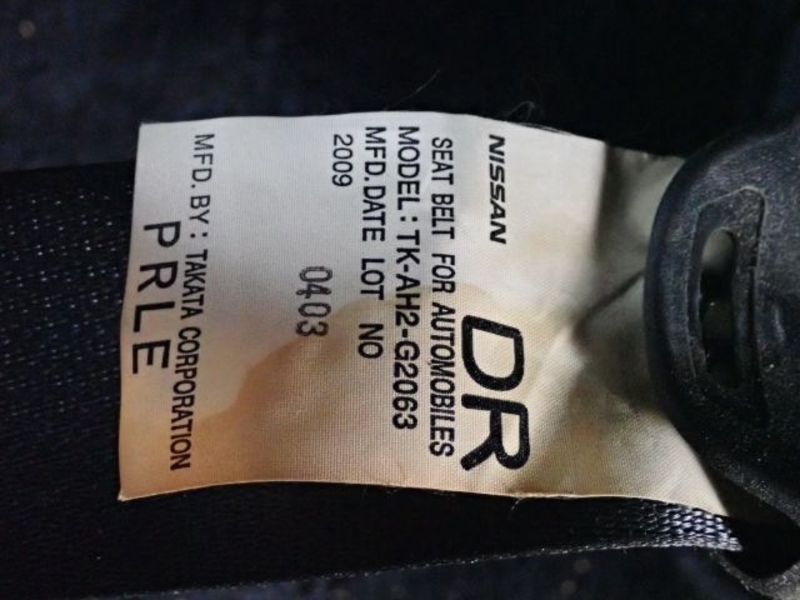 NISSAN
DR
SEAT BELT FOR AUTOMOBILES
MODEL: TK-AH2-G2063
MFD. DATE LOT NO
2009
0403
MFD. BY: TAKATA CORPORATION
PRLE